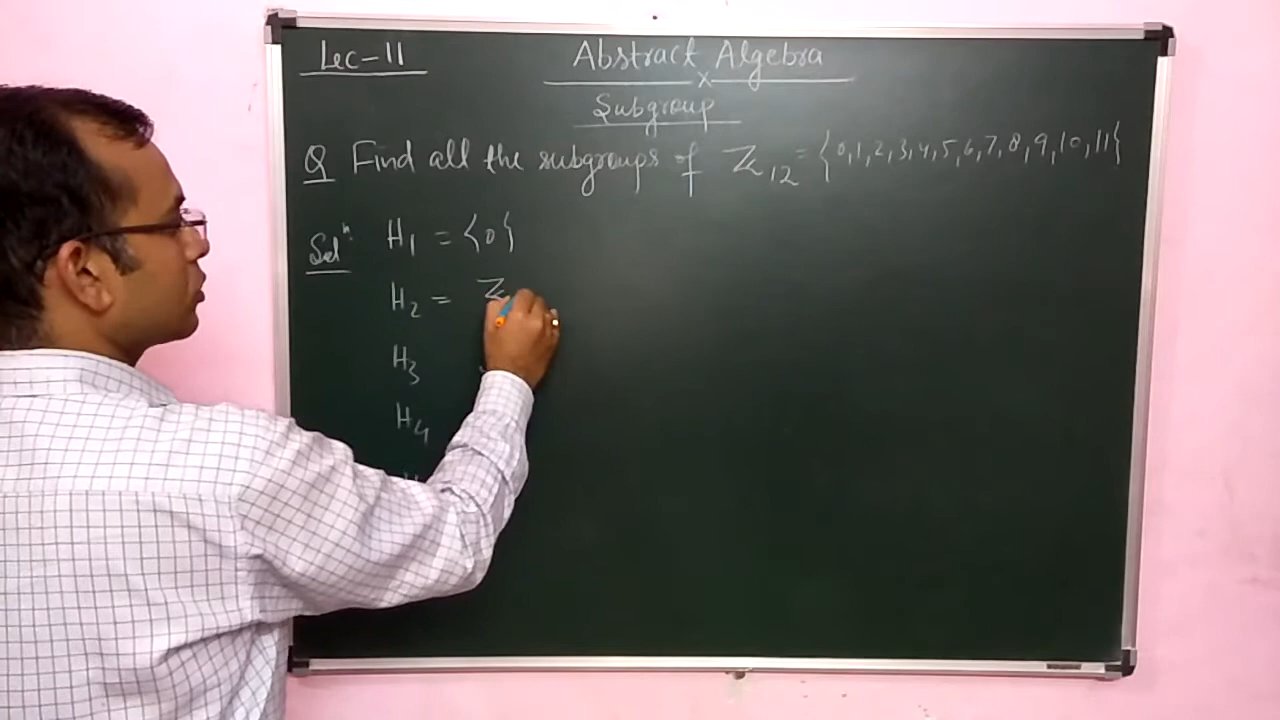 Lec-11
Abstract Algebra
x
Subgroup
Q Find all the subgroups of ℤ₁₂ = {0,1,2,3,4,5,6,7,8,9,10,11}
Solⁿ. H₁ = {0}
H₂ = ℤ
H₃
H₄